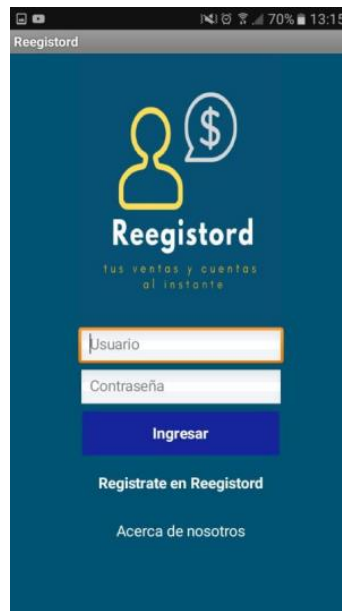 70% 13:15
Reegistord
$
Reegistord
tus ventas y cuentas
al instante
Usuario
Contraseña
Ingresar
Registrate en Reegistord
Acerca de nosotros